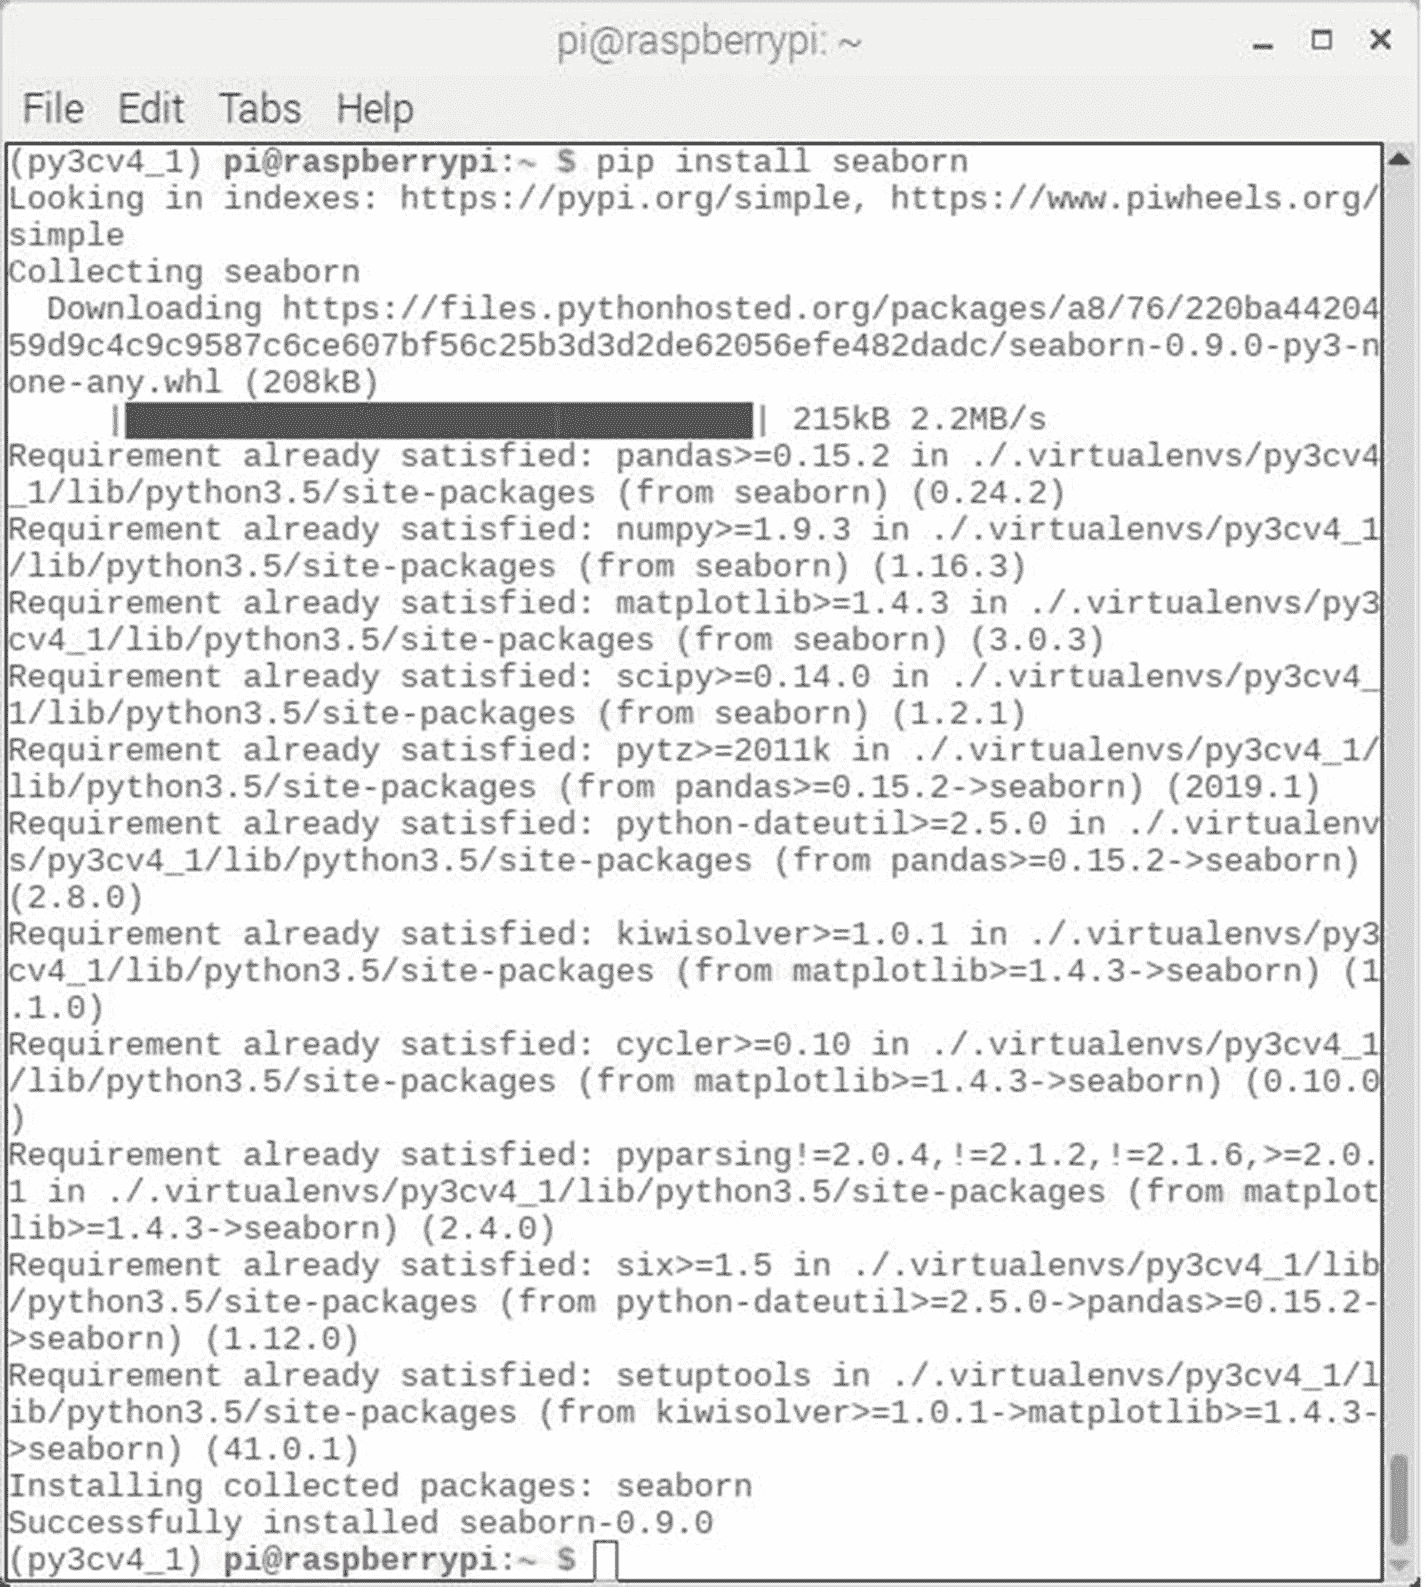 pi@raspberrypi: ~
File Edit Tabs Help
(py3cv4_1) pi@raspberrypi:~ $ pip install seaborn
Looking in indexes: https://pypi.org/simple, https://www.piwheels.org/
simple
Collecting seaborn
  Downloading https://files.pythonhosted.org/packages/a8/76/220ba44204
59d9c4c9c9587c6ce607bf56c25b3d3d2de62056efe482dadc/seaborn-0.9.0-py3-n
one-any.whl (208kB)
     |████████████████████████████████| 215kB 2.2MB/s
Requirement already satisfied: pandas>=0.15.2 in ./.virtualenvs/py3cv4
_1/lib/python3.5/site-packages (from seaborn) (0.24.2)
Requirement already satisfied: numpy>=1.9.3 in ./.virtualenvs/py3cv4_1
/lib/python3.5/site-packages (from seaborn) (1.16.3)
Requirement already satisfied: matplotlib>=1.4.3 in ./.virtualenvs/py3
cv4_1/lib/python3.5/site-packages (from seaborn) (3.0.3)
Requirement already satisfied: scipy>=0.14.0 in ./.virtualenvs/py3cv4_
1/lib/python3.5/site-packages (from seaborn) (1.2.1)
Requirement already satisfied: pytz>=2011k in ./.virtualenvs/py3cv4_1/
lib/python3.5/site-packages (from pandas>=0.15.2->seaborn) (2019.1)
Requirement already satisfied: python-dateutil>=2.5.0 in ./.virtualenv
s/py3cv4_1/lib/python3.5/site-packages (from pandas>=0.15.2->seaborn)
(2.8.0)
Requirement already satisfied: kiwisolver>=1.0.1 in ./.virtualenvs/py3
cv4_1/lib/python3.5/site-packages (from matplotlib>=1.4.3->seaborn) (1
.1.0)
Requirement already satisfied: cycler>=0.10 in ./.virtualenvs/py3cv4_1
/lib/python3.5/site-packages (from matplotlib>=1.4.3->seaborn) (0.10.0
)
Requirement already satisfied: pyparsing!=2.0.4,!=2.1.2,!=2.1.6,>=2.0.
1 in ./.virtualenvs/py3cv4_1/lib/python3.5/site-packages (from matplot
lib>=1.4.3->seaborn) (2.4.0)
Requirement already satisfied: six>=1.5 in ./.virtualenvs/py3cv4_1/lib
/python3.5/site-packages (from python-dateutil>=2.5.0->pandas>=0.15.2-
>seaborn) (1.12.0)
Requirement already satisfied: setuptools in ./.virtualenvs/py3cv4_1/l
ib/python3.5/site-packages (from kiwisolver>=1.0.1->matplotlib>=1.4.3-
>seaborn) (41.0.1)
Installing collected packages: seaborn
Successfully installed seaborn-0.9.0
(py3cv4_1) pi@raspberrypi:~ $